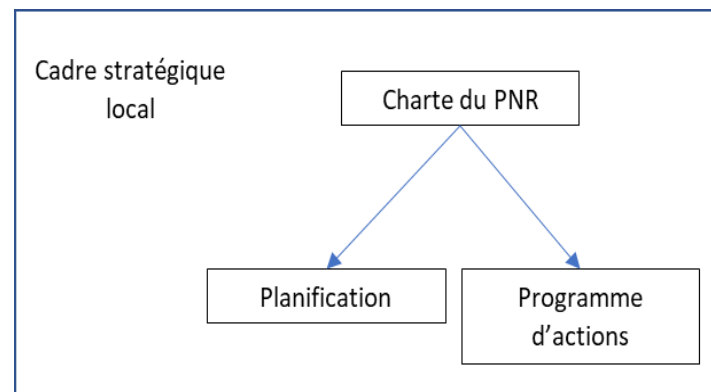 Cadre stratégique
local
Charte du PNR
Planification
Programme
d’actions